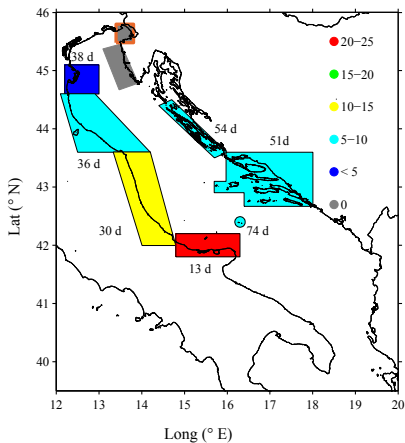 46
45
44
43
42
41
40
12 13 14 15 16 17 18 19 20
Lat (° N)
Long (° E)
38 d
54 d
51d
36 d
30 d
74 d
13 d
20−25
15−20
10−15
5−10
< 5
0